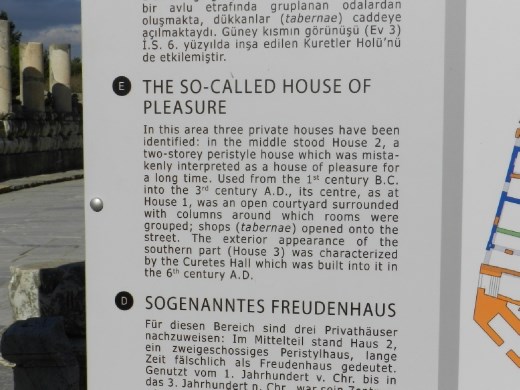 bir avlu etrafında gruplanan odalardan
oluşmakta, dükkanlar (tabernae) caddeye
açılmaktaydı. Güney kısmın görünüşü (Ev 3)
İ.S. 6. yüzyılda inşa edilen Kuretler Holü'nü
de etkilemiştir.
E THE SO-CALLED HOUSE OF
PLEASURE
In this area three private houses have been
identified: in the middle stood House 2, a
two-storey peristyle house which was mista-
kenly interpreted as a house of pleasure for
a long time. Used from the 1st century B.C.
into the 3rd century A.D., its centre, as at
House 1, was an open courtyard surrounded
with columns around which rooms were
grouped; shops (tabernae) opened onto the
street. The exterior appearance of the
southern part (House 3) was characterized
by the Curetes Hall which was built into it in
the 6th century A.D.
D SOGENANNTES FREUDENHAUS
Für diesen Bereich sind drei Privathäuser
nachzuweisen: Im Mittelteil stand Haus 2,
ein zweigeschossiges Peristylhaus, lange
Zeit fälschlich als Freudenhaus gedeutet.
Genutzt vom 1. Jahrhundert v. Chr. bis in
das 3. Jahrhundert n. Chr., war sein